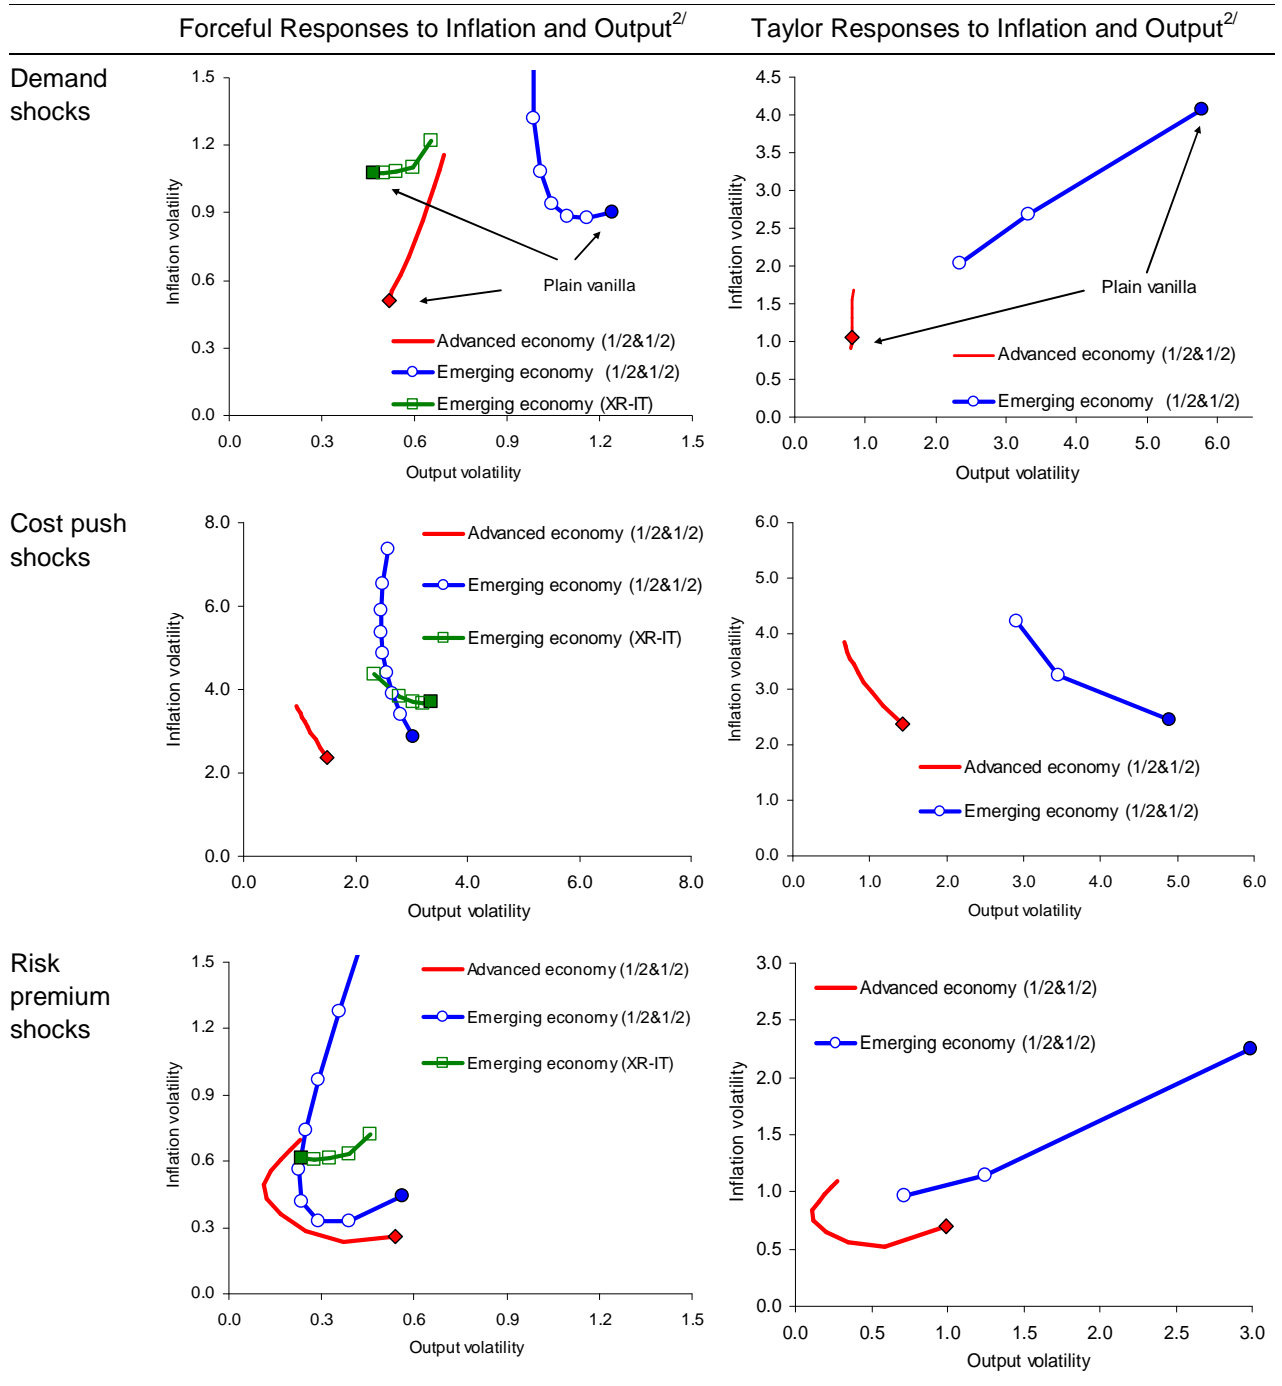 Forceful Responses to Inflation and Output2/
Taylor Responses to Inflation and Output2/
Demand
shocks
Inflation volatility
1.5
1.2
0.9
0.6
0.3
0.0
0.0 0.3 0.6 0.9 1.2 1.5
Output volatility
Plain vanilla
Advanced economy (1/2&1/2)
Emerging economy (1/2&1/2)
Emerging economy (XR-IT)
Inflation volatility
4.5
4.0
3.5
3.0
2.5
2.0
1.5
1.0
0.5
0.0
0.0 1.0 2.0 3.0 4.0 5.0 6.0
Output volatility
Plain vanilla
Advanced economy (1/2&1/2)
Emerging economy (1/2&1/2)
Cost push
shocks
Inflation volatility
8.0
6.0
4.0
2.0
0.0
0.0 2.0 4.0 6.0 8.0
Output volatility
Advanced economy (1/2&1/2)
Emerging economy (1/2&1/2)
Emerging economy (XR-IT)
Inflation volatility
6.0
5.0
4.0
3.0
2.0
1.0
0.0
0.0 1.0 2.0 3.0 4.0 5.0 6.0
Output volatility
Advanced economy (1/2&1/2)
Emerging economy (1/2&1/2)
Risk
premium
shocks
Inflation volatility
1.5
1.2
0.9
0.6
0.3
0.0
0.0 0.3 0.6 0.9 1.2 1.5
Output volatility
Advanced economy (1/2&1/2)
Emerging economy (1/2&1/2)
Emerging economy (XR-IT)
Inflation volatility
3.0
2.5
2.0
1.5
1.0
0.5
0.0
0.0 0.5 1.0 1.5 2.0 2.5 3.0
Output volatility
Advanced economy (1/2&1/2)
Emerging economy (1/2&1/2)